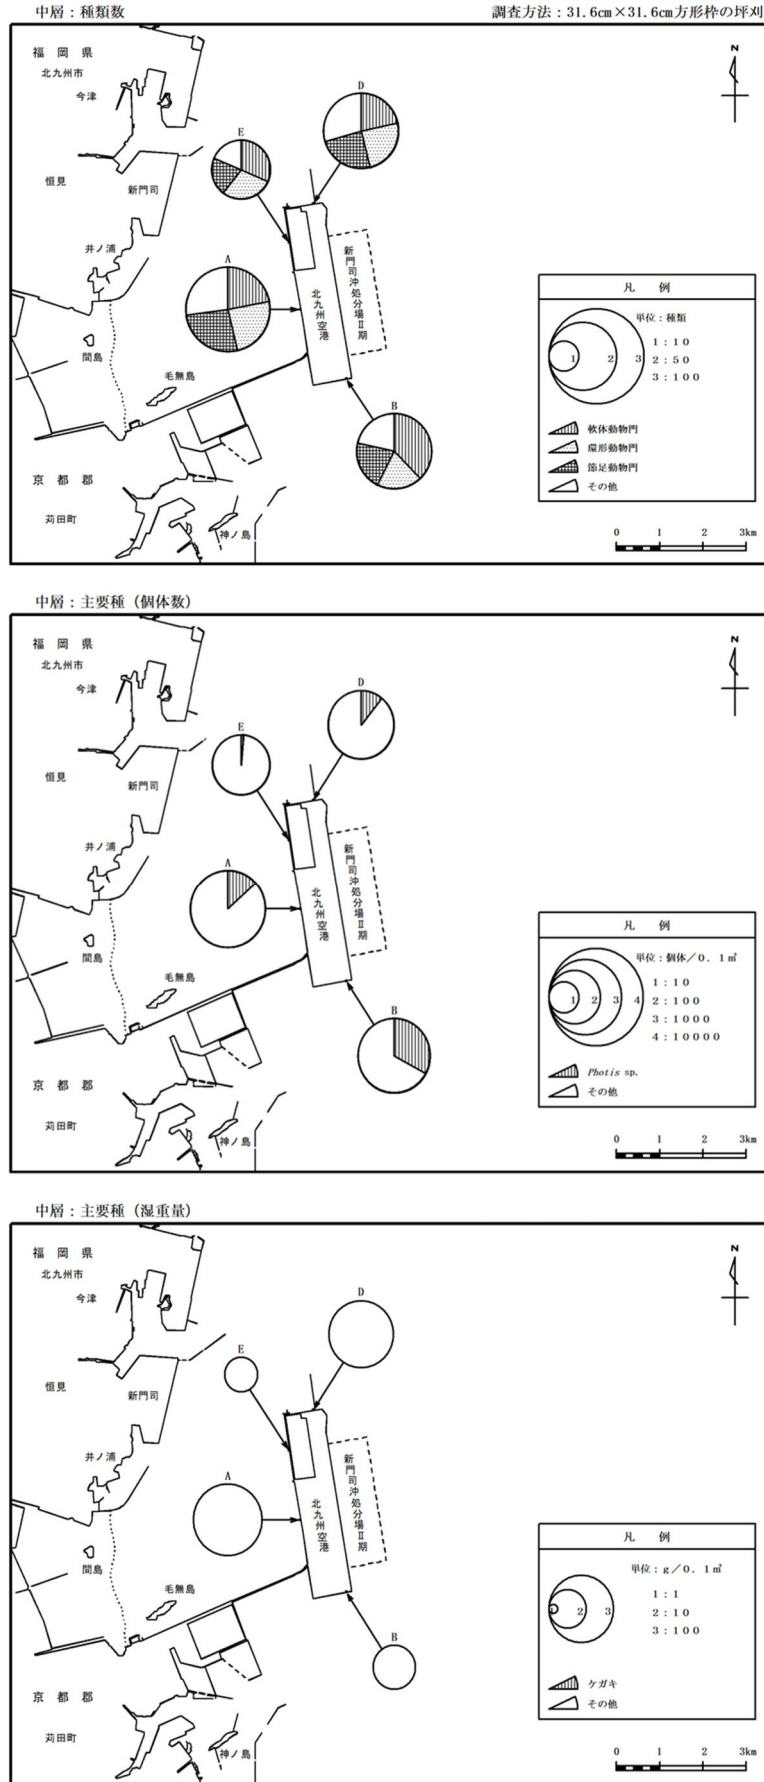 中層：種類数
調査方法：31.6cm×31.6cm方形枠の坪刈
福岡県
北九州市
今津
恒見
新門司
井ノ浦
間島
毛無島
京都郡
苅田町
神ノ島
北九州空港
新門司沖処分場Ⅱ期
N
D
E
A
B
凡 例
単位：種類
1 2 3
1：10
2：50
3：100
軟体動物門
環形動物門
節足動物門
その他
0 1 2 3km
中層：主要種（個体数）
福岡県
北九州市
今津
恒見
新門司
井ノ浦
間島
毛無島
京都郡
苅田町
神ノ島
北九州空港
新門司沖処分場Ⅱ期
N
D
E
A
B
凡 例
単位：個体／0．1㎡
1 2 3 4
1：10
2：100
3：1000
4：10000
Photis sp.
その他
0 1 2 3km
中層：主要種（湿重量）
福岡県
北九州市
今津
恒見
新門司
井ノ浦
間島
毛無島
京都郡
苅田町
神ノ島
北九州空港
新門司沖処分場Ⅱ期
N
D
E
A
B
凡 例
単位：g／0．1㎡
2 3
1：1
2：10
3：100
ケガキ
その他
0 1 2 3km